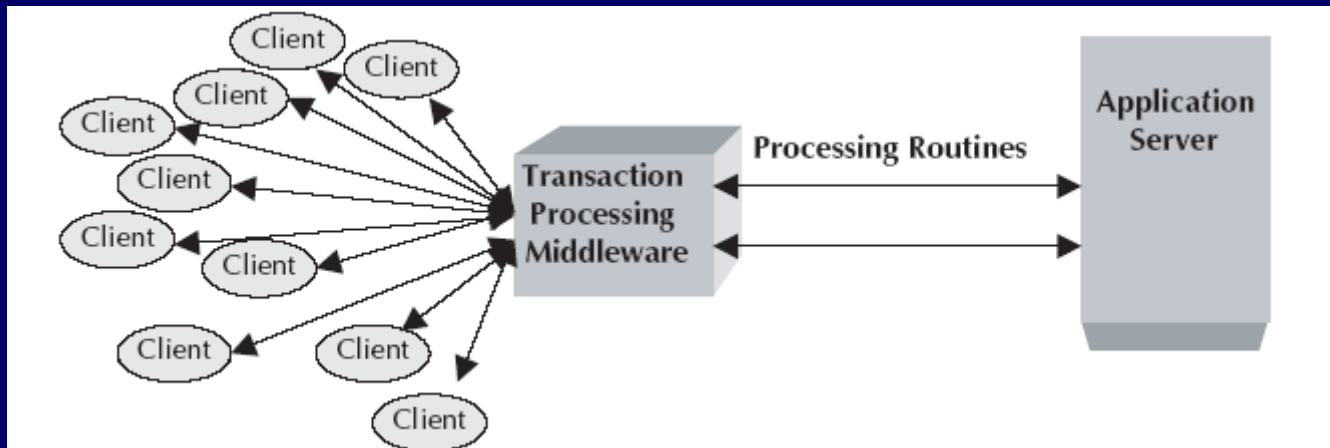 Client
Client
Client
Client
Client
Client
Client
Client
Client
Client
Transaction
Processing
Middleware
Processing Routines
Application
Server